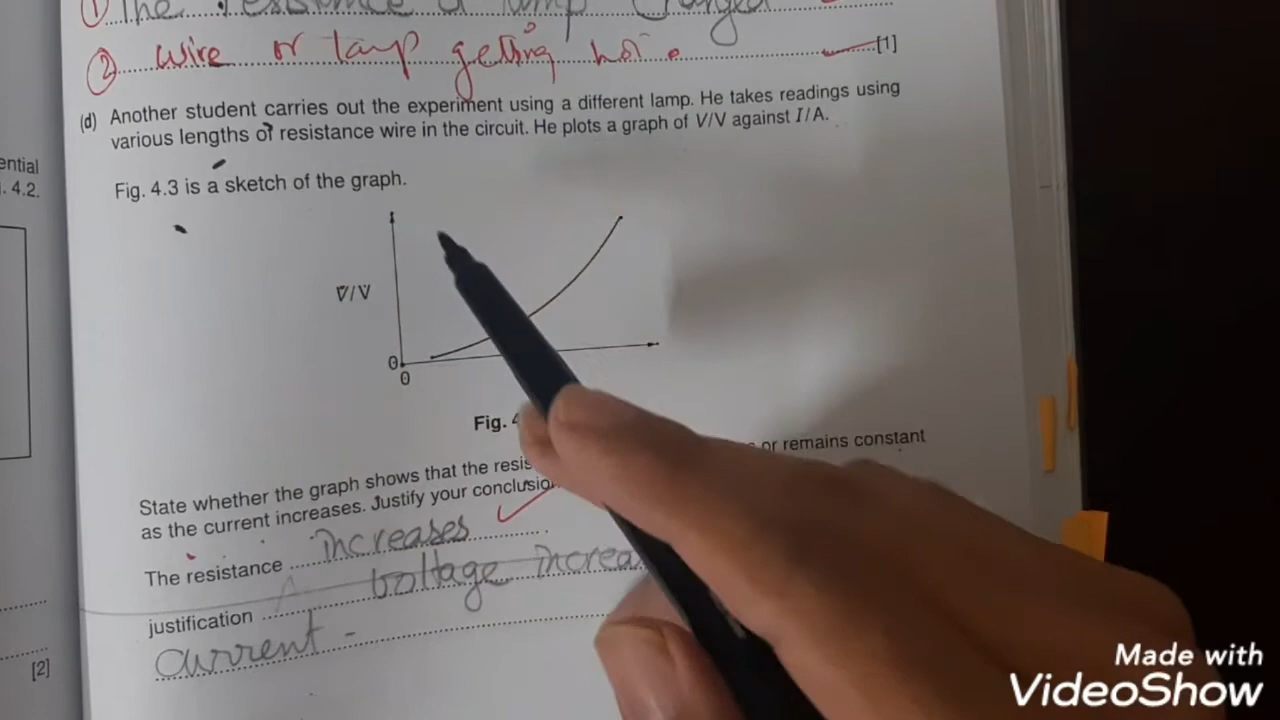 ① The resistance
② wire or lamp getting hot. [1]
(d) Another student carries out the experiment using a different lamp. He takes readings using
various lengths of resistance wire in the circuit. He plots a graph of V/V against I/A.
ential
. 4.2.
Fig. 4.3 is a sketch of the graph.
V/V
0
0
Fig. 4
State whether the graph shows that the resis or remains constant
as the current increases. Justify your conclusion
The resistance increases
justification voltage increa
current -
[2]
Made with
VideoShow